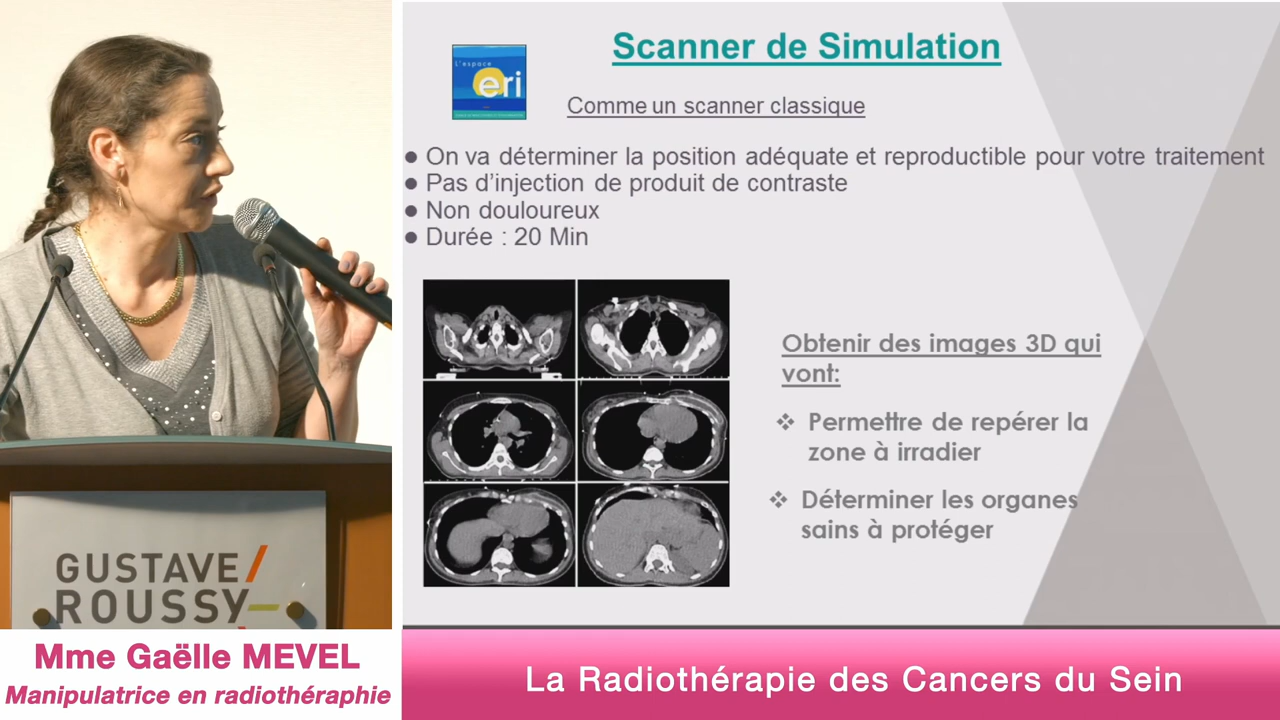 Scanner de Simulation
L'espace
eri
Comme un scanner classique
● On va déterminer la position adéquate et reproductible pour votre traitement
● Pas d'injection de produit de contraste
● Non douloureux
● Durée : 20 Min
Obtenir des images 3D qui
vont:
❖ Permettre de repérer la
zone à irradier
❖ Déterminer les organes
sains à protéger
GUSTAVE/
ROUSSY
Mme Gaëlle MEVEL
Manipulatrice en radiothéraphie
La Radiothérapie des Cancers du Sein